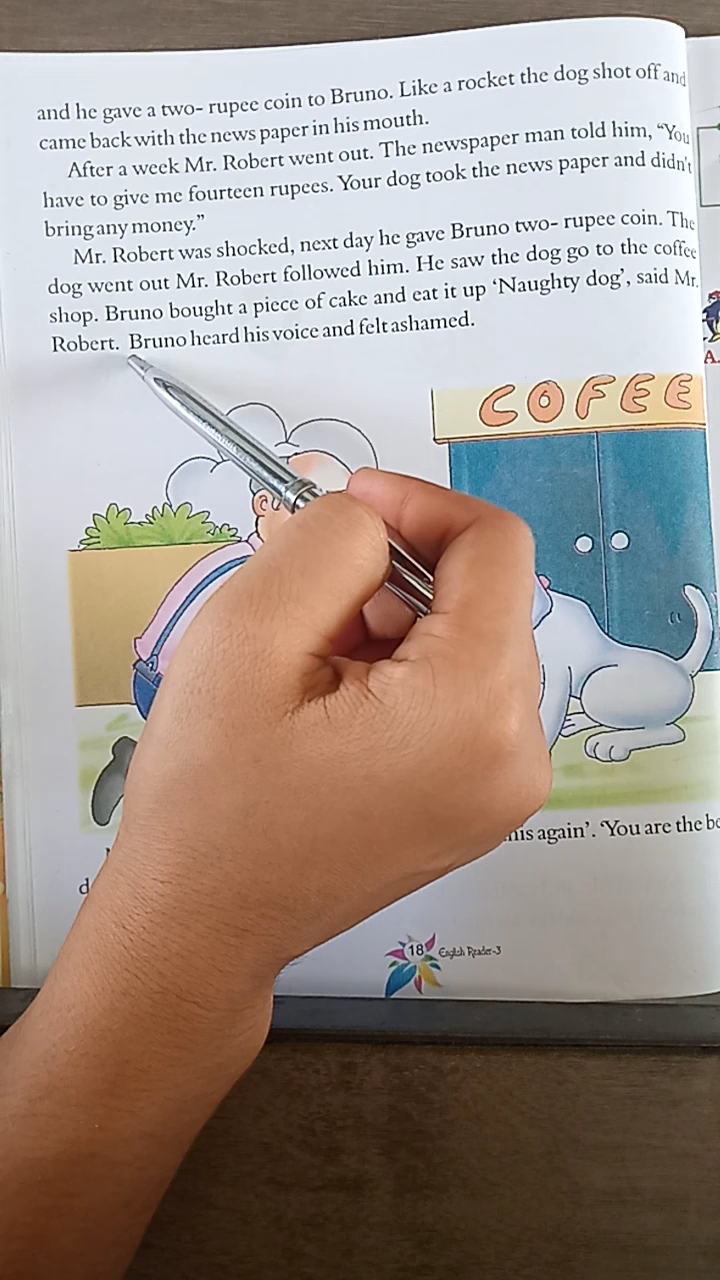 and he gave a two- rupee coin to Bruno. Like a rocket the dog shot off and
came back with the news paper in his mouth.
After a week Mr. Robert went out. The newspaper man told him, “You
have to give me fourteen rupees. Your dog took the news paper and didn't
bring any money.”
Mr. Robert was shocked, next day he gave Bruno two- rupee coin. The
dog went out Mr. Robert followed him. He saw the dog go to the coffee
shop. Bruno bought a piece of cake and eat it up ‘Naughty dog’, said Mr.
Robert. Bruno heard his voice and felt ashamed.
COFEE
A.
again’. ‘You are the
18 English Reader-3